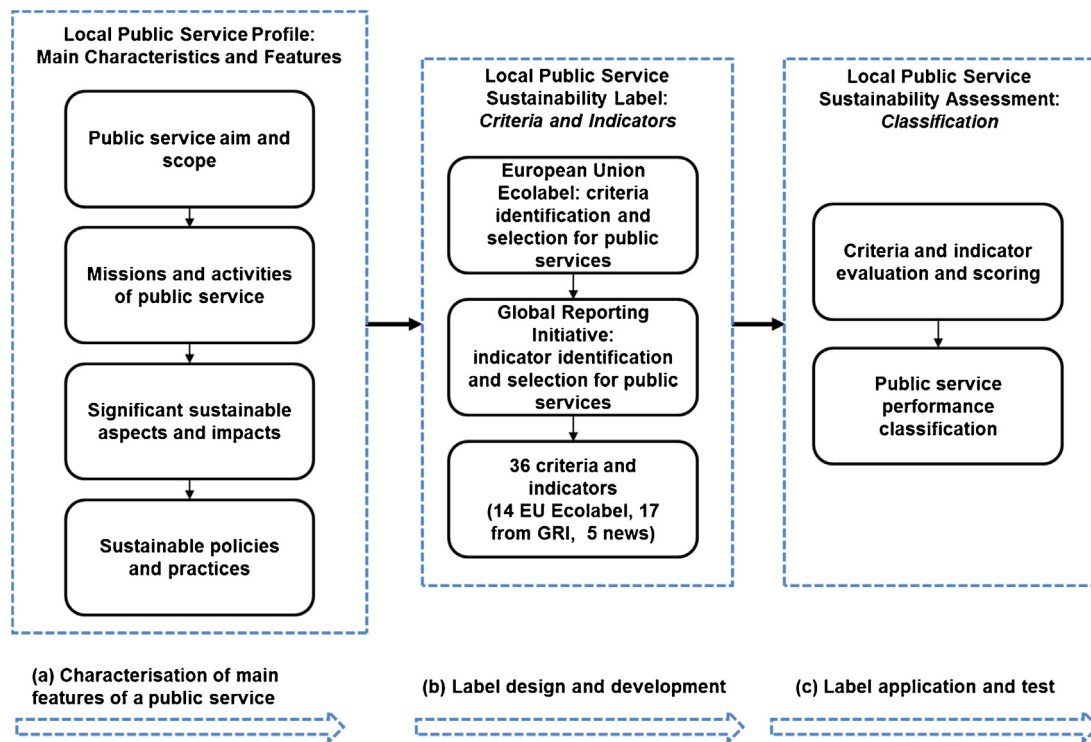 Local Public Service Profile:
Main Characteristics and Features
Public service aim and
scope
Missions and activities
of public service
Significant sustainable
aspects and impacts
Sustainable policies
and practices
Local Public Service
Sustainability Label:
Criteria and Indicators
European Union
Ecolabel: criteria
identification and
selection for public
services
Global Reporting
Initiative:
indicator identification
and selection for public
services
36 criteria and
indicators
(14 EU Ecolabel, 17
from GRI, 5 news)
Local Public Service
Sustainability Assessment:
Classification
Criteria and indicator
evaluation and scoring
Public service
performance
classification
(a) Characterisation of main
features of a public service
(b) Label design and development
(c) Label application and test